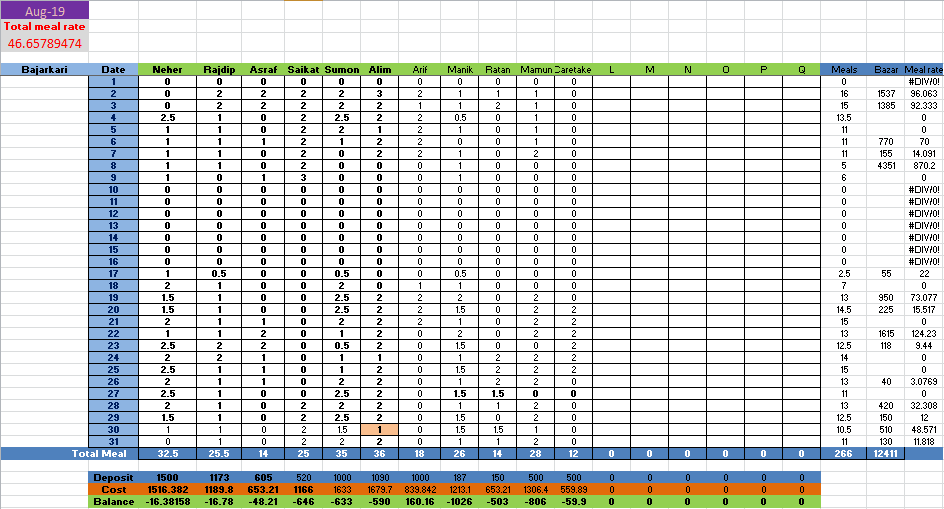 Aug-19
Total meal rate
46.65789474
Bajarkari Date Neher Rajdip Asraf Saikat Sumon Alim Arif Manik Ratan Mamun Caretake L M N O P Q Meals Bazar Meal rate
1 0 0 0 0 0 0 0 0 0 0 0 0 #DIV/0!
2 0 2 2 2 2 3 2 1 1 1 0 16 1537 96.063
3 0 2 2 2 2 2 1 1 2 1 0 15 1385 92.333
4 2.5 1 0 2 2.5 2 2 0.5 0 1 0 13.5 0
5 1 1 0 2 2 1 2 1 0 1 0 11 0
6 1 1 1 2 1 2 2 0 0 1 0 11 770 70
7 1 1 0 2 0 2 2 1 0 2 0 11 155 14.091
8 1 1 0 2 0 0 0 1 0 0 0 5 4351 870.2
9 1 0 1 3 0 0 0 1 0 0 0 6 0
10 0 0 0 0 0 0 0 0 0 0 0 0 #DIV/0!
11 0 0 0 0 0 0 0 0 0 0 0 0 #DIV/0!
12 0 0 0 0 0 0 0 0 0 0 0 0 #DIV/0!
13 0 0 0 0 0 0 0 0 0 0 0 0 #DIV/0!
14 0 0 0 0 0 0 0 0 0 0 0 0 #DIV/0!
15 0 0 0 0 0 0 0 0 0 0 0 0 #DIV/0!
16 0 0 0 0 0 0 0 0 0 0 0 0 #DIV/0!
17 1 0.5 0 0 0.5 0 0 0.5 0 0 0 2.5 55 22
18 2 1 0 0 2 0 1 1 0 0 0 7 0
19 1.5 1 0 0 2.5 2 2 2 0 2 0 13 950 73.077
20 1.5 1 0 0 2.5 2 2 1.5 0 2 2 14.5 225 15.517
21 2 1 1 0 2 2 2 1 0 2 2 15 0
22 1 1 2 0 1 2 0 2 0 2 2 13 1615 124.23
23 2.5 2 2 0 0.5 2 0 1.5 0 0 2 12.5 118 9.44
24 2 2 1 0 1 1 0 1 2 2 2 14 0
25 2.5 1 1 0 1 2 0 1.5 2 2 2 15 0
26 2 1 1 0 2 2 0 1 2 2 0 13 40 3.0769
27 2.5 1 0 0 2.5 2 0 1.5 1.5 0 0 11 0
28 2 1 0 2 2 2 0 1 1 2 0 13 420 32.308
29 1.5 1 0 2 2.5 2 0 1.5 0 2 0 12.5 150 12
30 1 1 0 2 1.5 1 0 1.5 1.5 1 0 10.5 510 48.571
31 0 1 0 2 2 2 0 1 1 2 0 11 130 11.818
Total Meal 32.5 25.5 14 25 35 36 18 26 14 28 12 0 0 0 0 0 0 266 12411
Deposit 1500 1173 605 520 1000 1090 1000 187 150 500 500 0 0 0 0 0 0
Cost 1516.382 1189.8 653.21 1166 1633 1679.7 839.842 1213.1 653.21 1306.4 559.89 0 0 0 0 0 0
Balance -16.38158 -16.78 -48.21 -646 -633 -590 160.16 -1026 -503 -806 -59.9 0 0 0 0 0 0